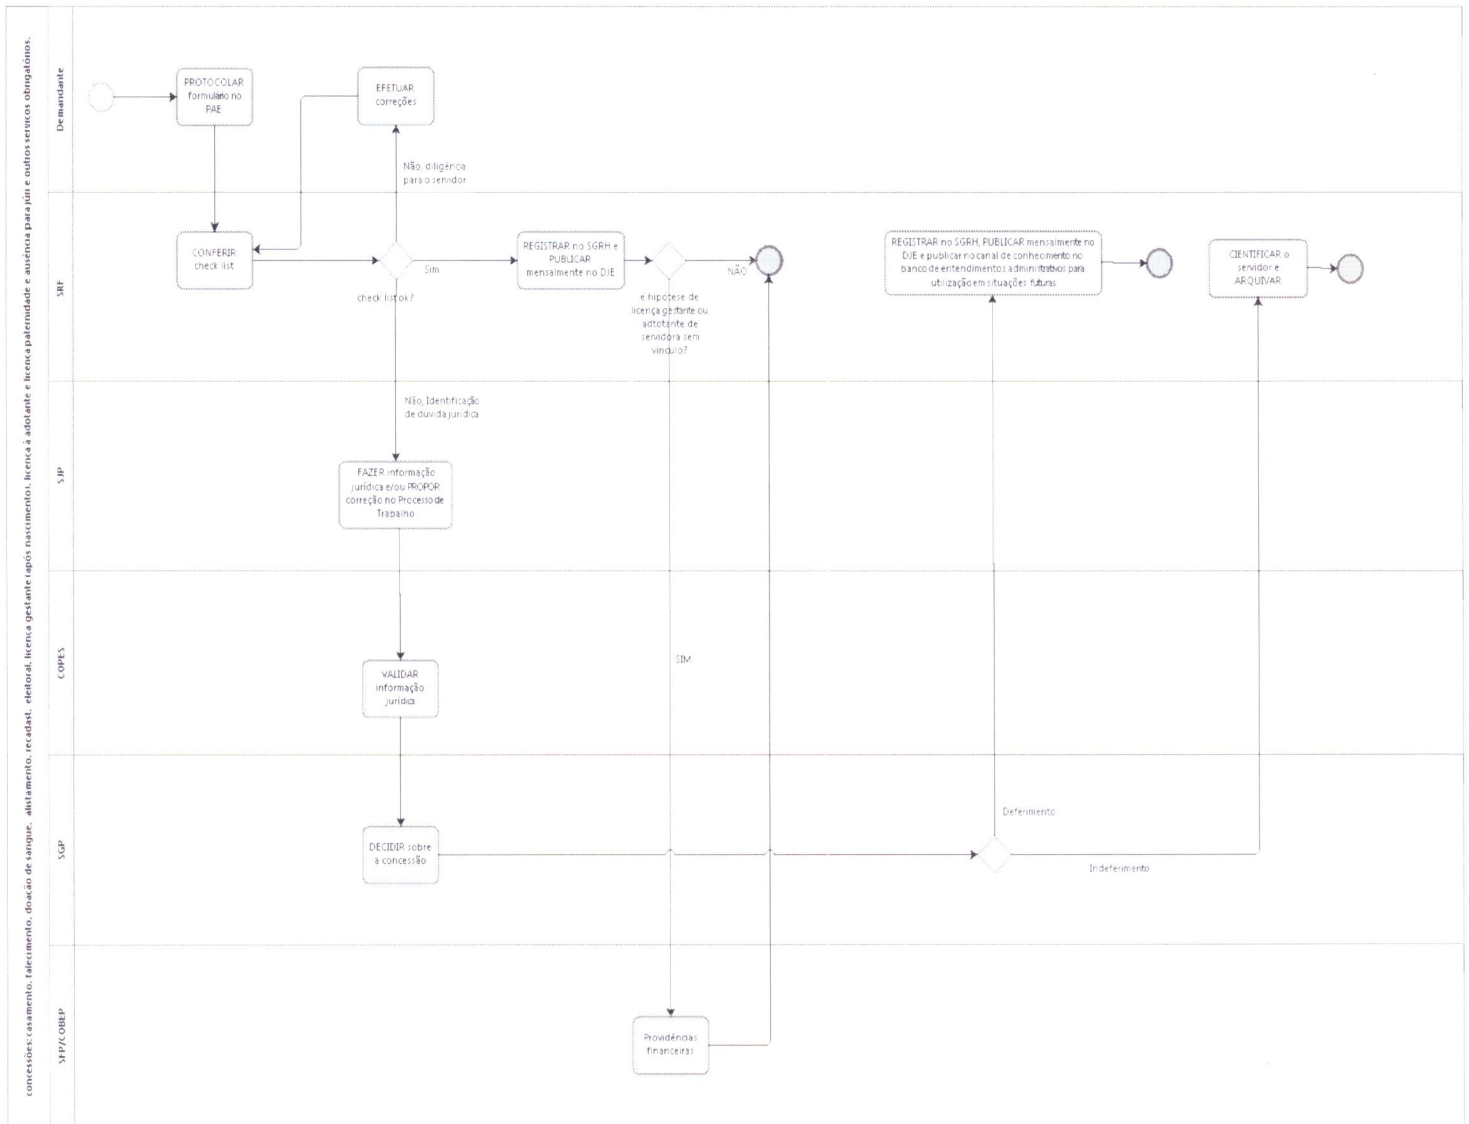 concessões: casamento, falecimento, doação de sangue, alistamento, recadast. eleitoral, licença gestante (após nascimento), licença à adotante e licença paternidade e ausência para júri e outros serviços obrigatórios.
Demandante
PROTOCOLAR
formulário no
PAE
EFETUAR
correções
Não, diligência
para o servidor
SRF
CONFERIR
check list
check list ok?
Sim
REGISTRAR no SGRH e
PUBLICAR
mensalmente no DJE
NÃO
e hipotese de
licença gestante ou
adtotante de
servidora sem
vinculo?
REGISTRAR no SGRH, PUBLICAR mensalmente no
DJE e publicar no canal de conhecimento no
banco de entendimentos administrativos para
utilização em situações futuras
CIENTIFICAR o
servidor e
ARQUIVAR
SJP
Não, Identificação
de duvida juridica
FAZER informação
jurídica e/ou PROPOR
correção no Processo de
Trabalho
COPES
VALIDAR
informação
jurídica
SIM
SGP
DECIDIR sobre
a concessão
Deferimento
Indeferimento
SFP/COBEP
Providências
financeiras